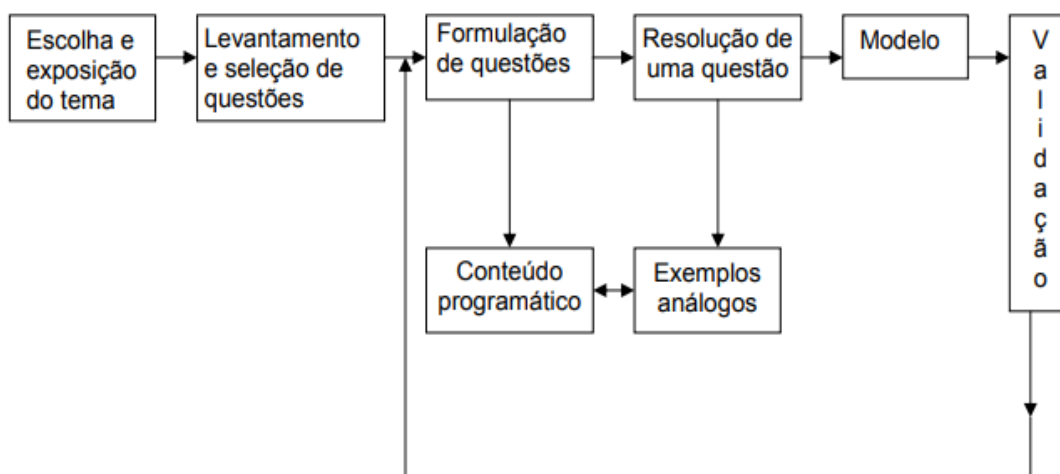 Escolha e
exposição
do tema
Levantamento
e seleção de
questões
Formulação
de questões
Resolução de
uma questão
Modelo
V
a
l
i
d
a
ç
ã
o
Conteúdo
programático
Exemplos
análogos